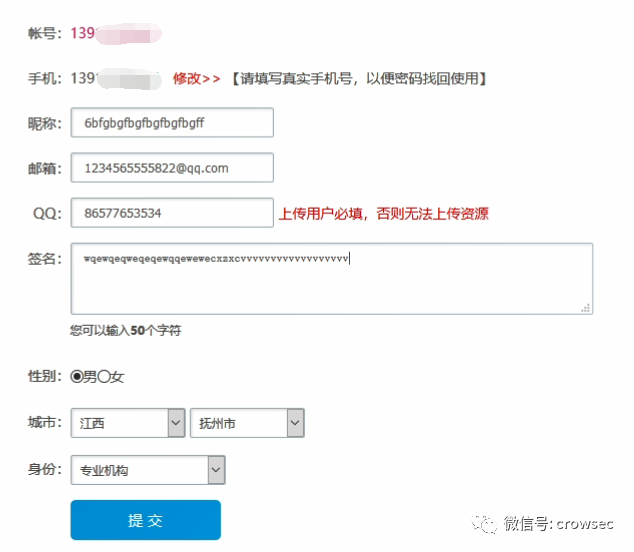 帐号: 139
手机: 139 修改>> 【请填写真实手机号，以便密码找回使用】
昵称: 6bfgbgfbgfbgfbgfbgff
邮箱: 1234565555822@qq.com
QQ: 86577653534 上传用户必填，否则无法上传资源
签名: wqewqeqweqeqewqqewewecxzxcvvvvvvvvvvvvvvvvvv
您可以输入50个字符
性别: 男女
城市: 江西 抚州市
身份: 专业机构
提 交
微信号: crowsec